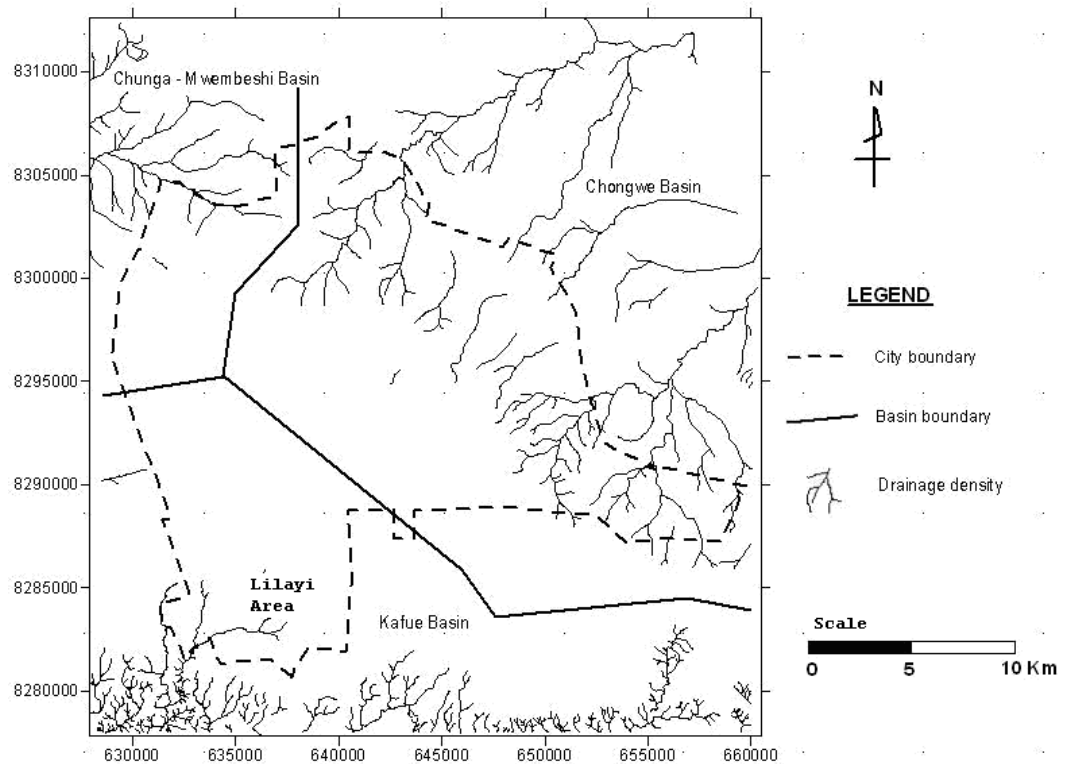 8310000
Chunga - Mwembeshi Basin
N
8305000
Chongwe Basin
8300000
LEGEND
City boundary
8295000
Basin boundary
8290000
Drainage density
8285000
Lilayi
Area
Kafue Basin
Scale
0 5 10 Km
8280000
630000 635000 640000 645000 650000 655000 660000